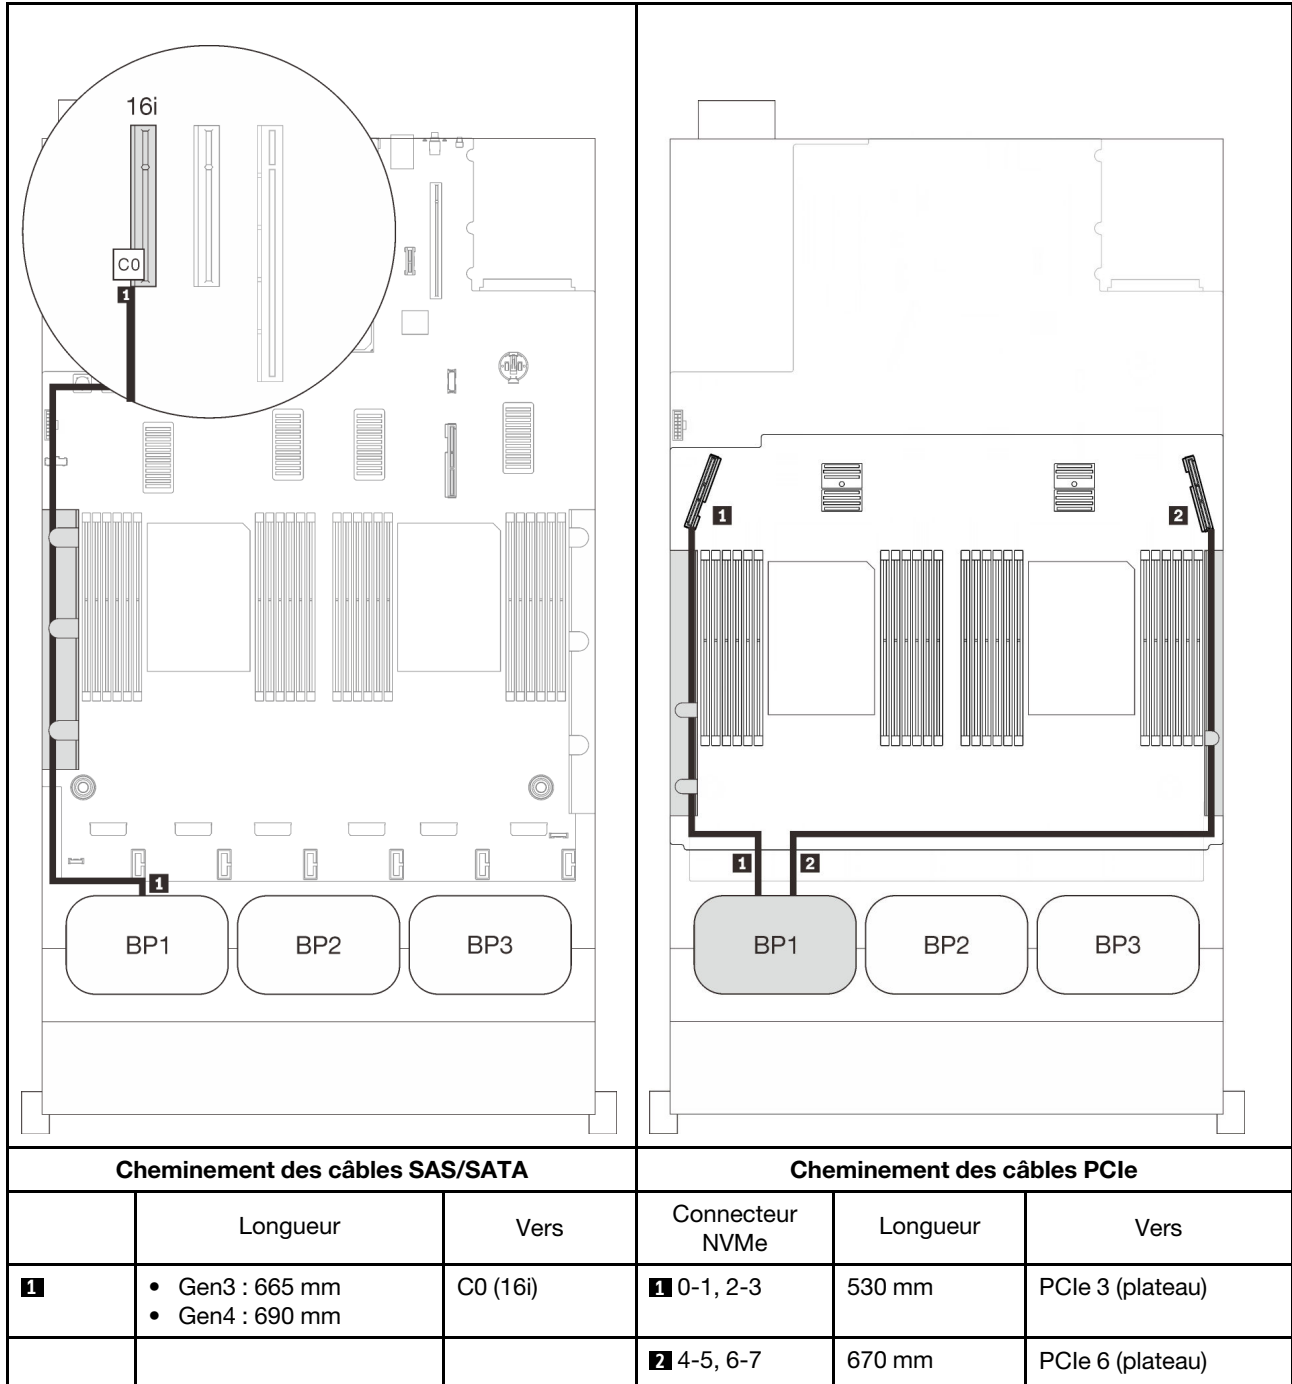 16i
C0
1
1
BP1
BP2
BP3
1
2
1
2
BP1
BP2
BP3
Cheminement des câbles SAS/SATA
Cheminement des câbles PCIe
Longueur
Vers
Connecteur
NVMe
Longueur
Vers
1
• Gen3 : 665 mm
• Gen4 : 690 mm
C0 (16i)
1 0-1, 2-3
530 mm
PCIe 3 (plateau)
2 4-5, 6-7
670 mm
PCIe 6 (plateau)